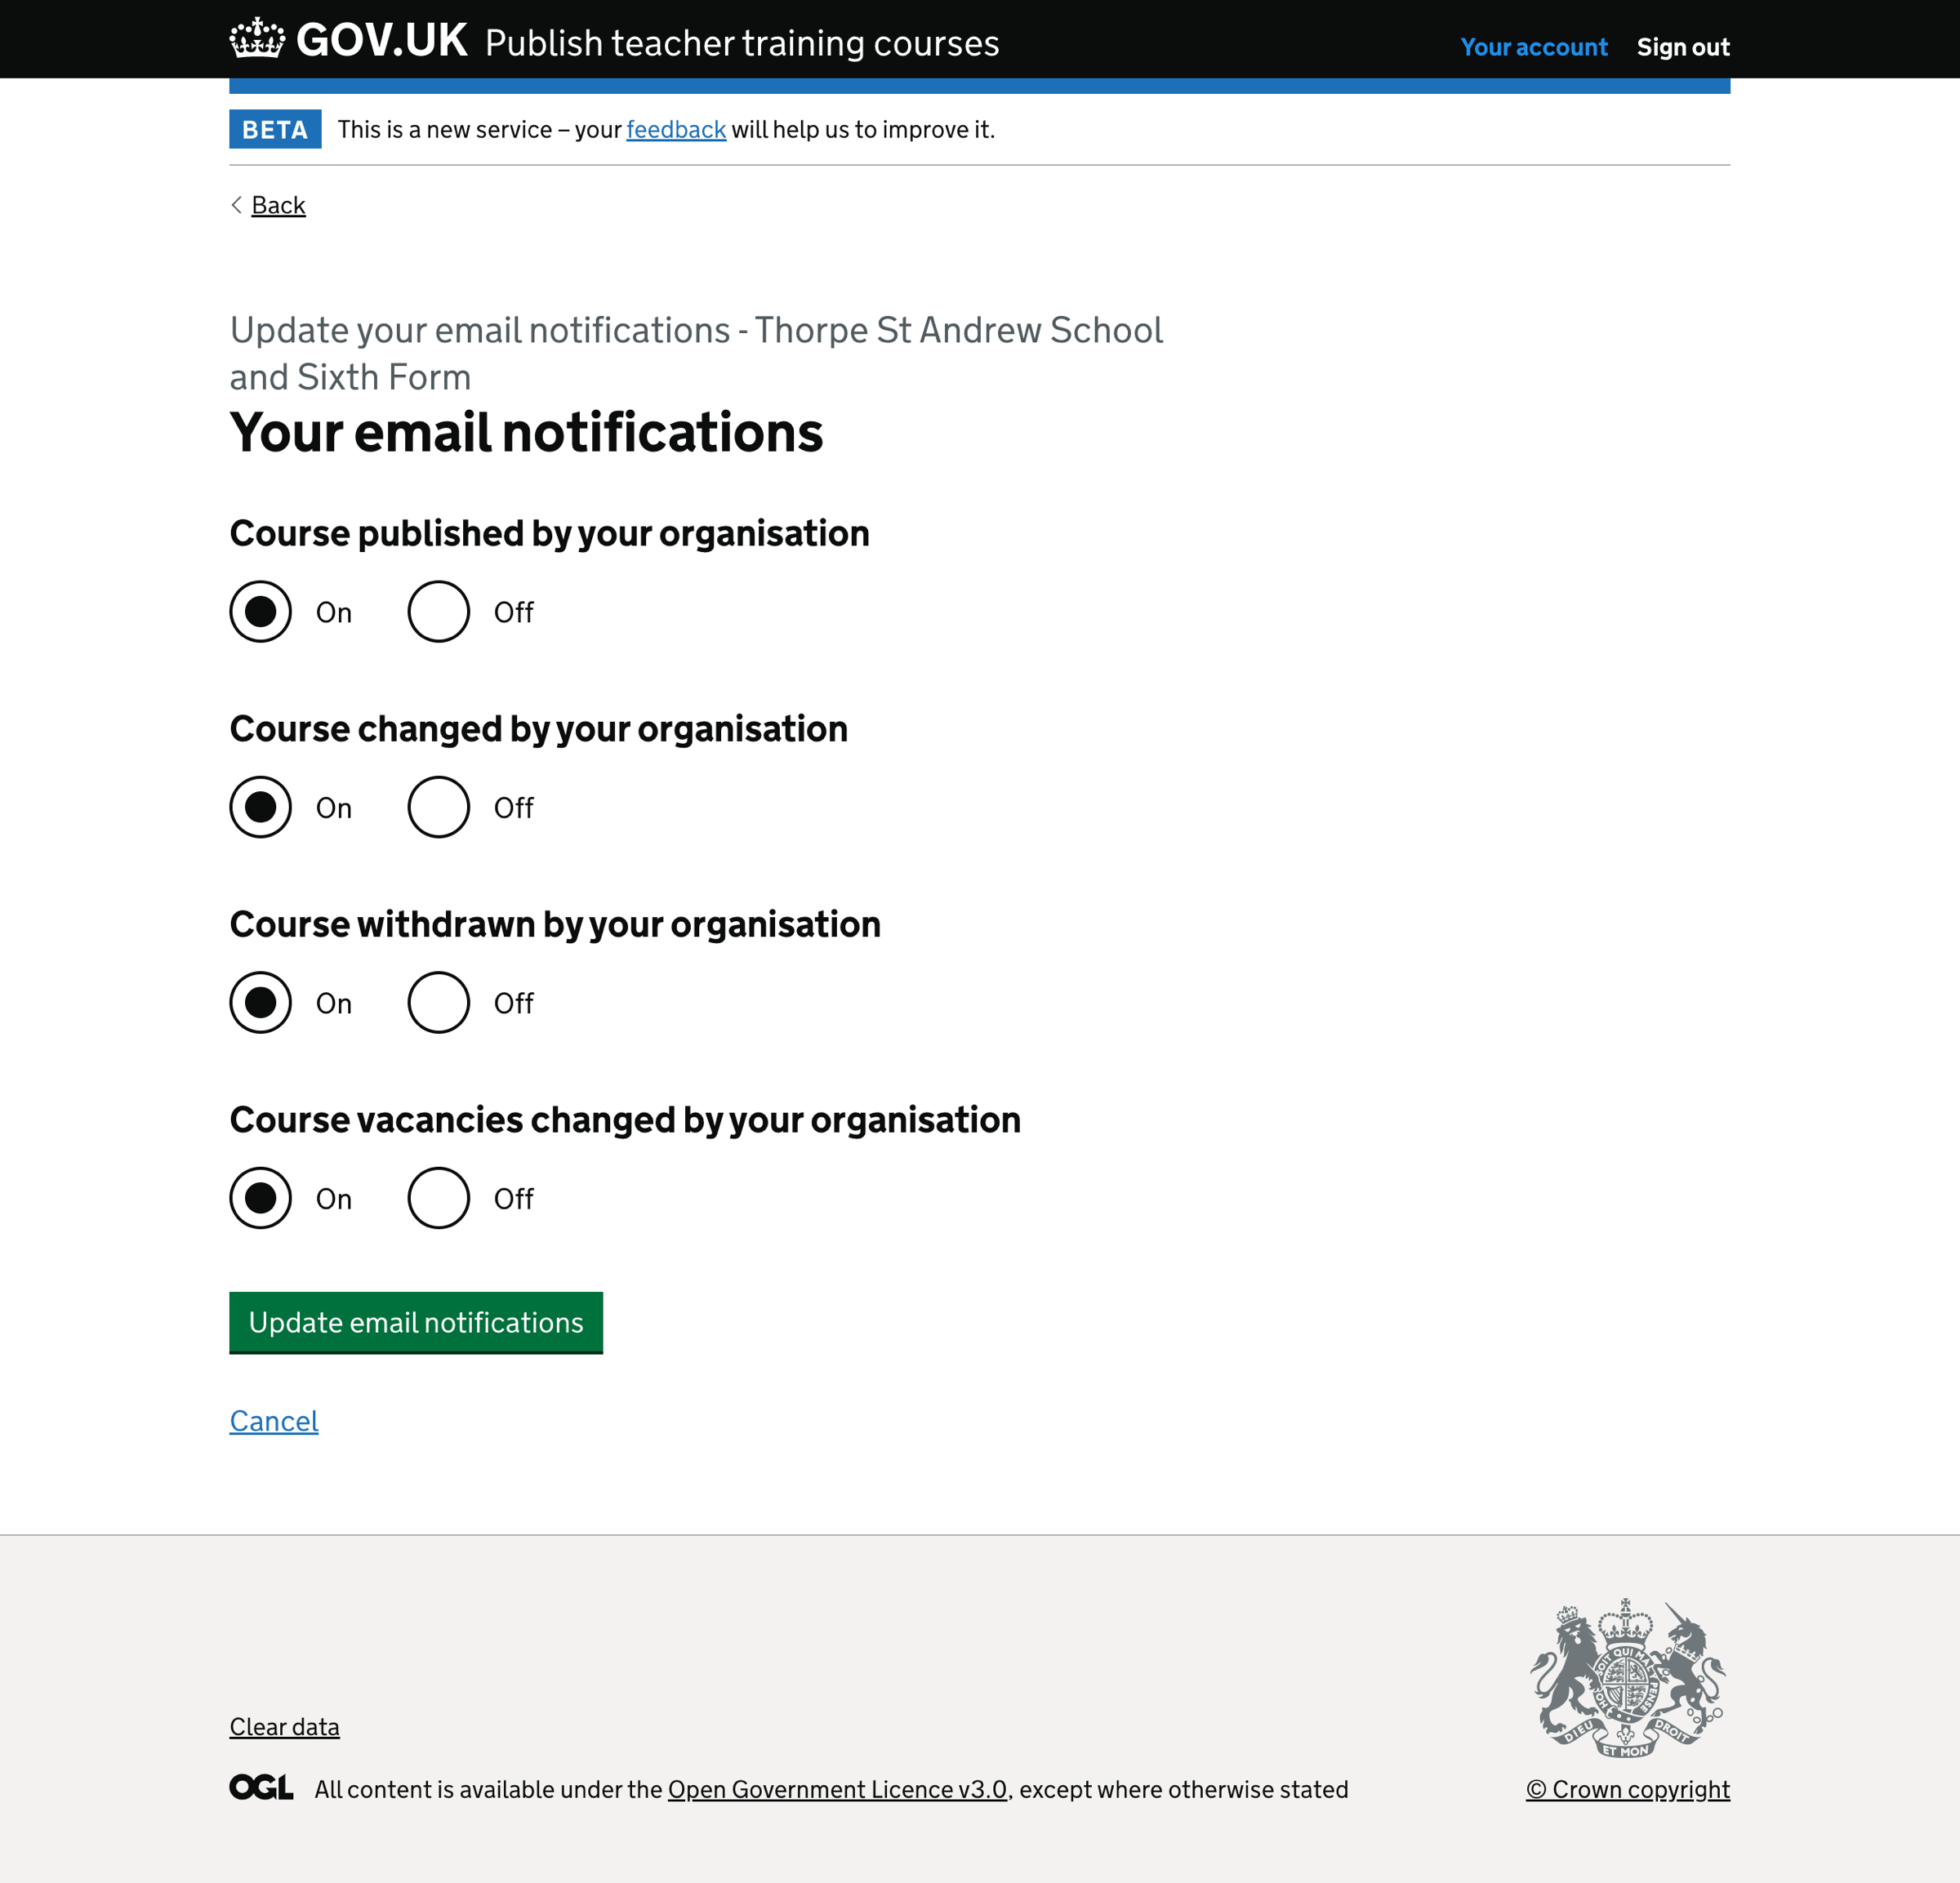 GOV.UK Publish teacher training courses
Your account Sign out
BETA This is a new service – your feedback will help us to improve it.
Back
Update your email notifications - Thorpe St Andrew School
and Sixth Form
Your email notifications
Course published by your organisation
On Off
Course changed by your organisation
On Off
Course withdrawn by your organisation
On Off
Course vacancies changed by your organisation
On Off
Update email notifications
Cancel
Clear data
OGL All content is available under the Open Government Licence v3.0, except where otherwise stated
SOIT QUI MAL
PENSE
HON
DIEU ET MON DROIT
© Crown copyright